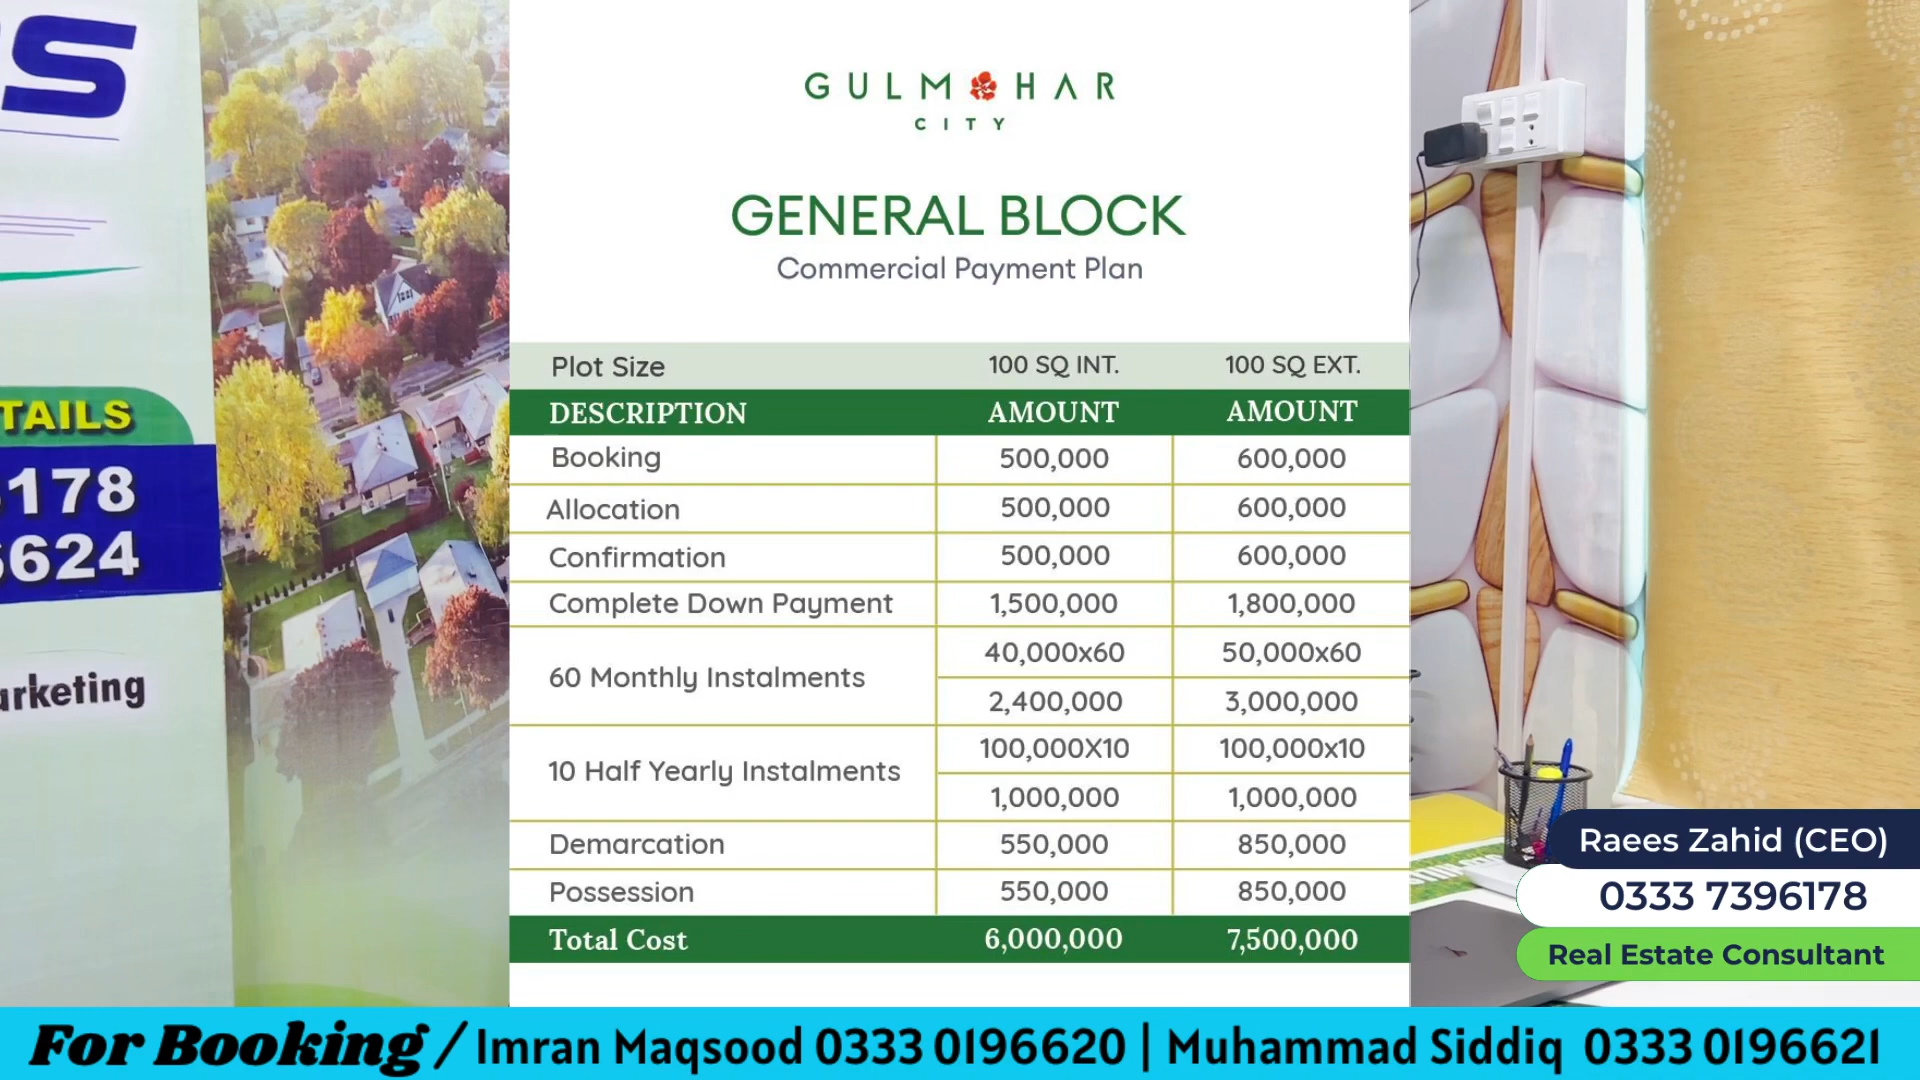 TAILS
178
6624
arketing
GULMOHAR
CITY
GENERAL BLOCK
Commercial Payment Plan
Plot Size 100 SQ INT. 100 SQ EXT.
DESCRIPTION AMOUNT AMOUNT
Booking 500,000 600,000
Allocation 500,000 600,000
Confirmation 500,000 600,000
Complete Down Payment 1,500,000 1,800,000
60 Monthly Instalments 40,000x60 50,000x60
2,400,000 3,000,000
10 Half Yearly Instalments 100,000X10 100,000x10
1,000,000 1,000,000
Demarcation 550,000 850,000
Possession 550,000 850,000
Total Cost 6,000,000 7,500,000
Raees Zahid (CEO)
0333 7396178
Real Estate Consultant
For Booking / Imran Maqsood 0333 0196620 | Muhammad Siddiq 0333 0196621